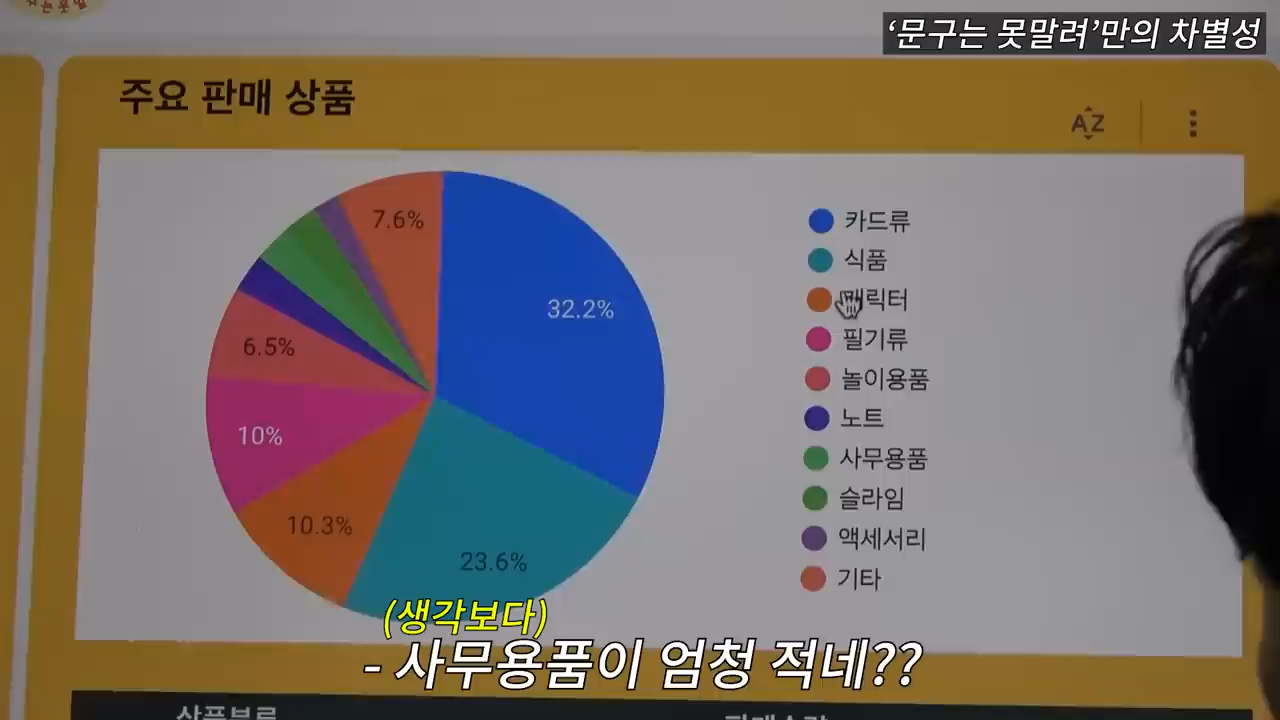 ‘문구는 못말려’만의 차별성
주요 판매 상품
AZ
7.6%
32.2%
6.5%
10%
10.3%
23.6%
카드류
식품
캐릭터
필기류
놀이용품
노트
사무용품
슬라임
액세서리
기타
(생각보다)
- 사무용품이 엄청 적네??